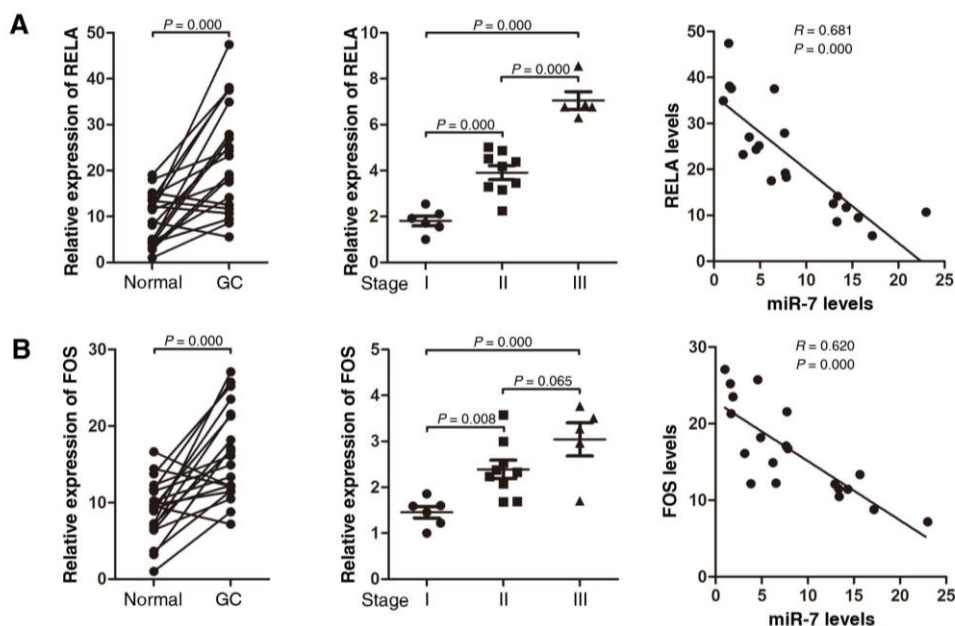 A
Relative expression of RELA
50
40
30
20
10
0
P = 0.000
Normal GC
Relative expression of RELA
10
8
6
4
2
0
P = 0.000
P = 0.000
P = 0.000
Stage I II III
RELA levels
50
40
30
20
10
0
R = 0.681
P = 0.000
0 5 10 15 20 25
miR-7 levels
B
Relative expression of FOS
30
20
10
0
P = 0.000
Normal GC
Relative expression of FOS
5
4
3
2
1
0
P = 0.000
P = 0.065
P = 0.008
Stage I II III
FOS levels
30
20
10
0
R = 0.620
P = 0.000
0 5 10 15 20 25
miR-7 levels